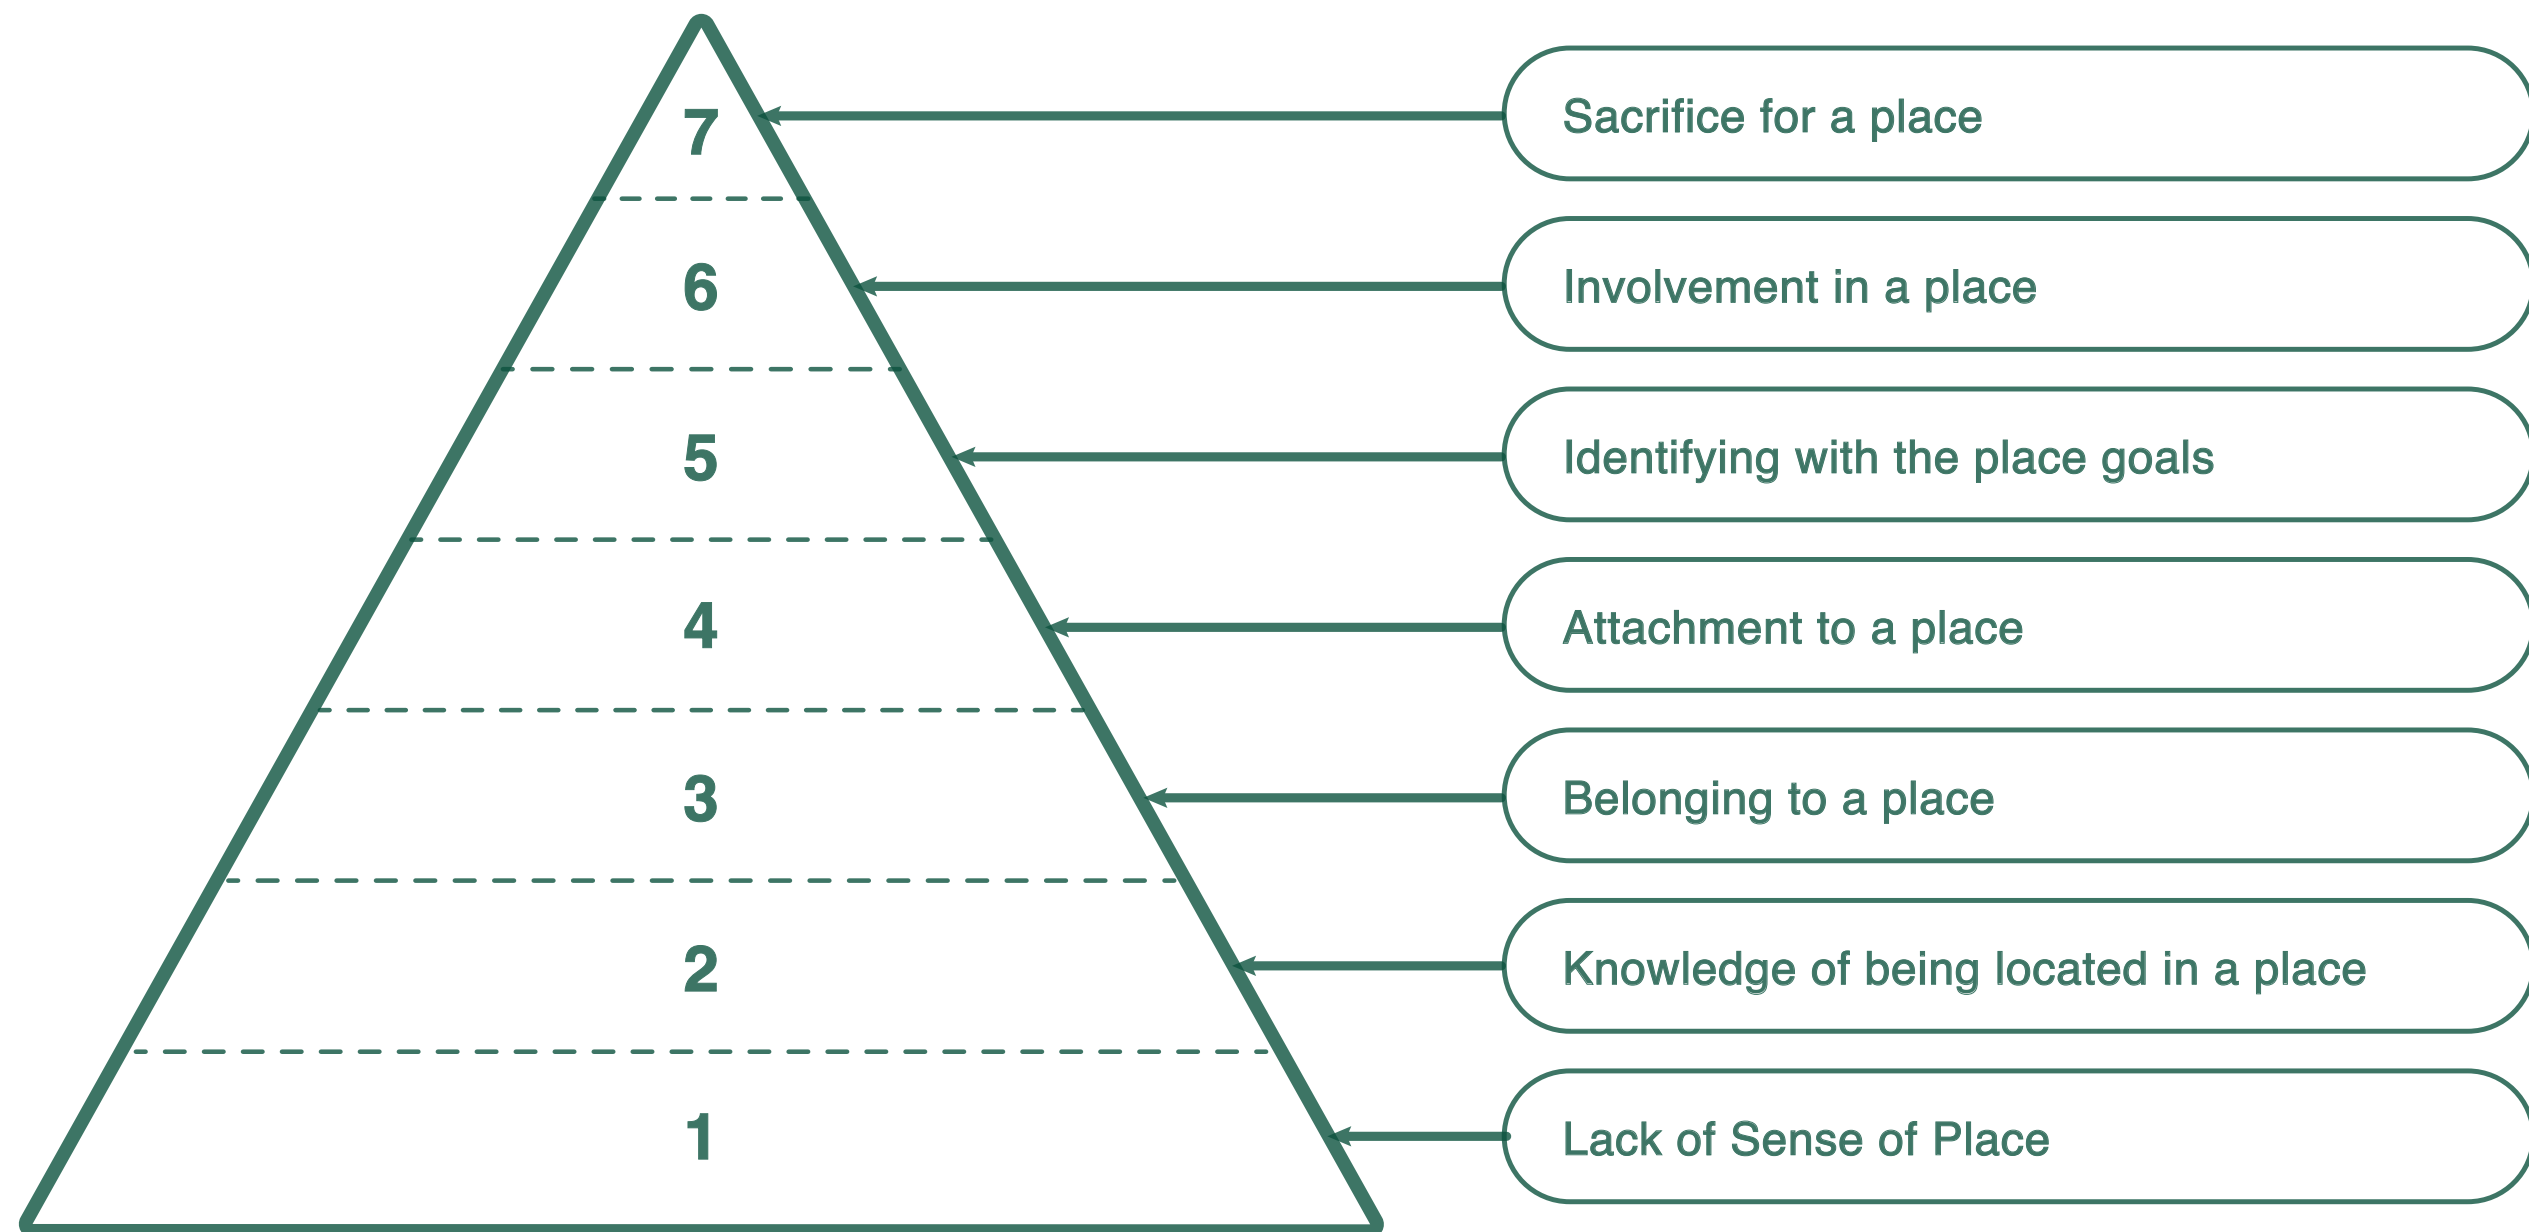 7
Sacrifice for a place
6
Involvement in a place
5
Identifying with the place goals
4
Attachment to a place
3
Belonging to a place
2
Knowledge of being located in a place
1
Lack of Sense of Place